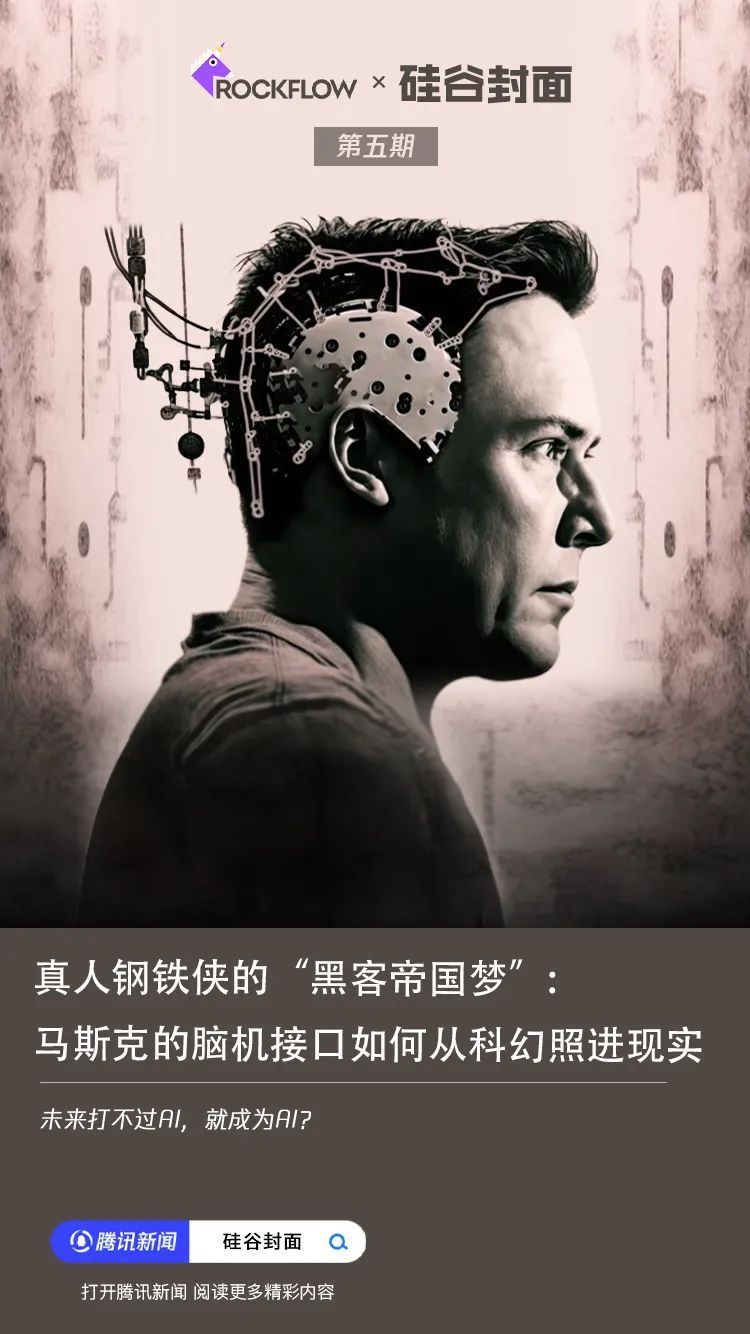 ROCKFLOW × 硅谷封面
第五期
真人钢铁侠的“黑客帝国梦”:
马斯克的脑机接口如何从科幻照进现实
未来打不过AI，就成为AI?
腾讯新闻 硅谷封面
打开腾讯新闻 阅读更多精彩内容